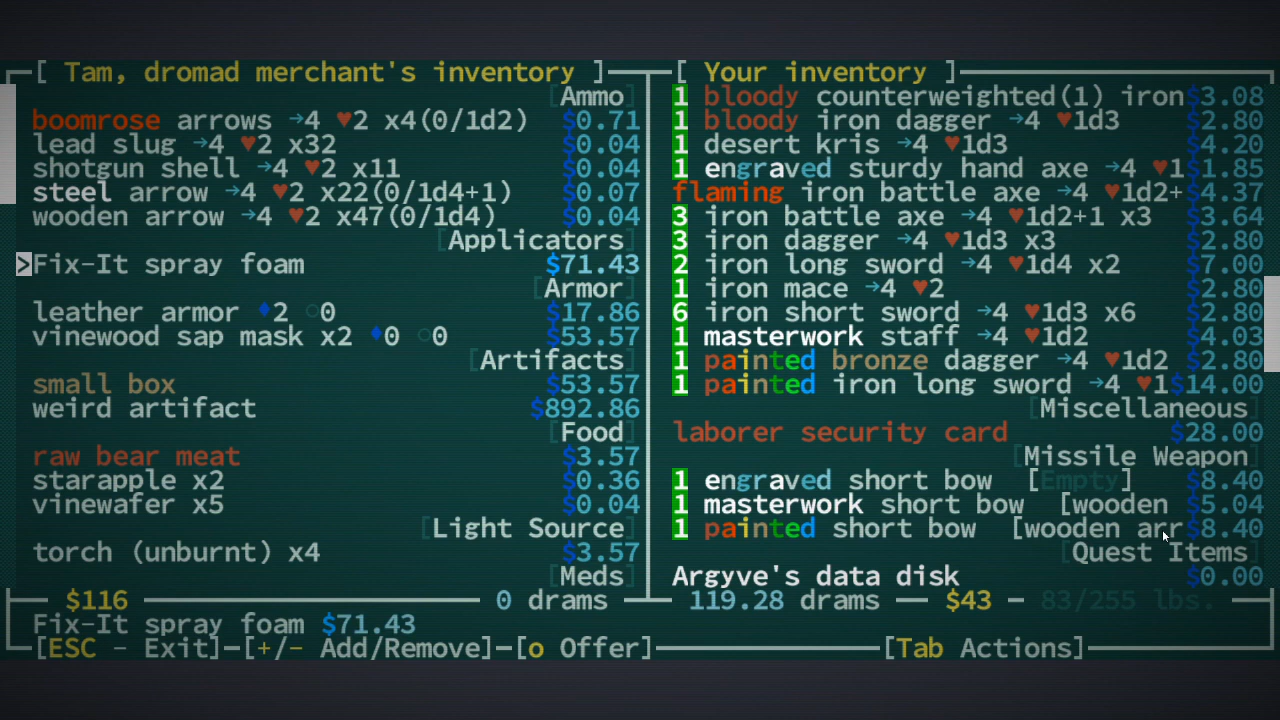 [ Tam, dromad merchant's inventory ]
[Ammo]
boomrose arrows →4 ♥2 x4(0/1d2) $0.71
lead slug →4 ♥2 x32 $0.04
shotgun shell →4 ♥2 x11 $0.04
steel arrow →4 ♥2 x22(0/1d4+1) $0.07
wooden arrow →4 ♥2 x47(0/1d4) $0.04
[Applicators]
>Fix-It spray foam $71.43
[Armor]
leather armor ♦2 ○0 $17.86
vinewood sap mask x2 ♦0 ○0 $53.57
[Artifacts]
small box $53.57
weird artifact $892.86
[Food]
raw bear meat $3.57
starapple x2 $0.36
vinewafer x5 $0.04
[Light Source]
torch (unburnt) x4 $3.57
[Meds]
[ Your inventory ]
1 bloody counterweighted(1) iron $3.08
1 bloody iron dagger →4 ♥1d3 $2.80
1 desert kris →4 ♥1d3 $4.20
1 engraved sturdy hand axe →4 ♥1 $1.85
flaming iron battle axe →4 ♥1d2+ $4.37
3 iron battle axe →4 ♥1d2+1 x3 $3.64
3 iron dagger →4 ♥1d3 x3 $2.80
2 iron long sword →4 ♥1d4 x2 $7.00
1 iron mace →4 ♥2 $2.80
6 iron short sword →4 ♥1d3 x6 $2.80
1 masterwork staff →4 ♥1d2 $4.03
1 painted bronze dagger →4 ♥1d2 $2.80
1 painted iron long sword →4 ♥1 $14.00
[Miscellaneous]
laborer security card $28.00
[Missile Weapon]
1 engraved short bow [Empty] $8.40
1 masterwork short bow [wooden $5.04
1 painted short bow [wooden arr $8.40
[Quest Items]
Argyve's data disk $0.00
$116 0 drams 119.28 drams $43 83/255 lbs.
Fix-It spray foam $71.43
[ESC - Exit] [+/- Add/Remove] [o Offer] [Tab Actions]